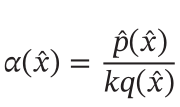 α(x̂) = p̂(x̂) / kq(x̂)